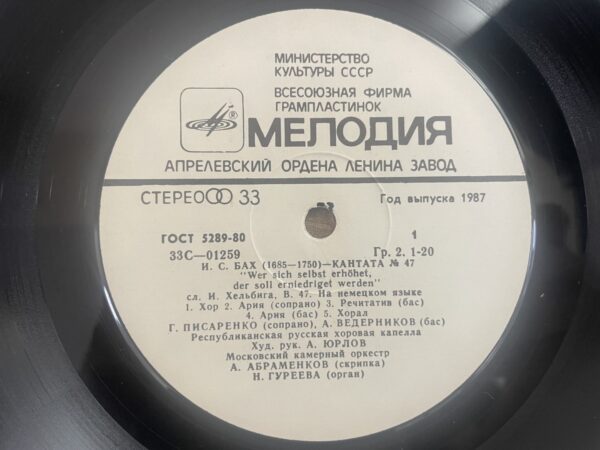 МИНИСТЕРСТВО
КУЛЬТУРЫ СССР
ВСЕСОЮЗНАЯ ФИРМА
ГРАМПЛАСТИНОК
® МЕЛОДИЯ
АПРЕЛЕВСКИЙ ОРДЕНА ЛЕНИНА ЗАВОД
СТЕРЕО 33
Год выпуска 1987
ГОСТ 5289-80 1
33С—01259 Гр. 2. 1-20
И. С. БАХ (1685—1750)—КАНТАТА № 47
"Wer sich selbst erhöhet,
der soll erniedriget werden"
сл. И. Хельбига, В. 47. На немецком языке
1. Хор 2. Ария (сопрано) 3. Речитатив (бас)
4. Ария (бас) 5. Хорал
Г. ПИСАРЕНКО (сопрано), А. ВЕДЕРНИКОВ (бас)
Республиканская русская хоровая капелла
Худ. рук. А. ЮРЛОВ
Московский камерный оркестр
А. АБРАМЕНКОВ (скрипка)
Н. ГУРЕЕВА (орган)